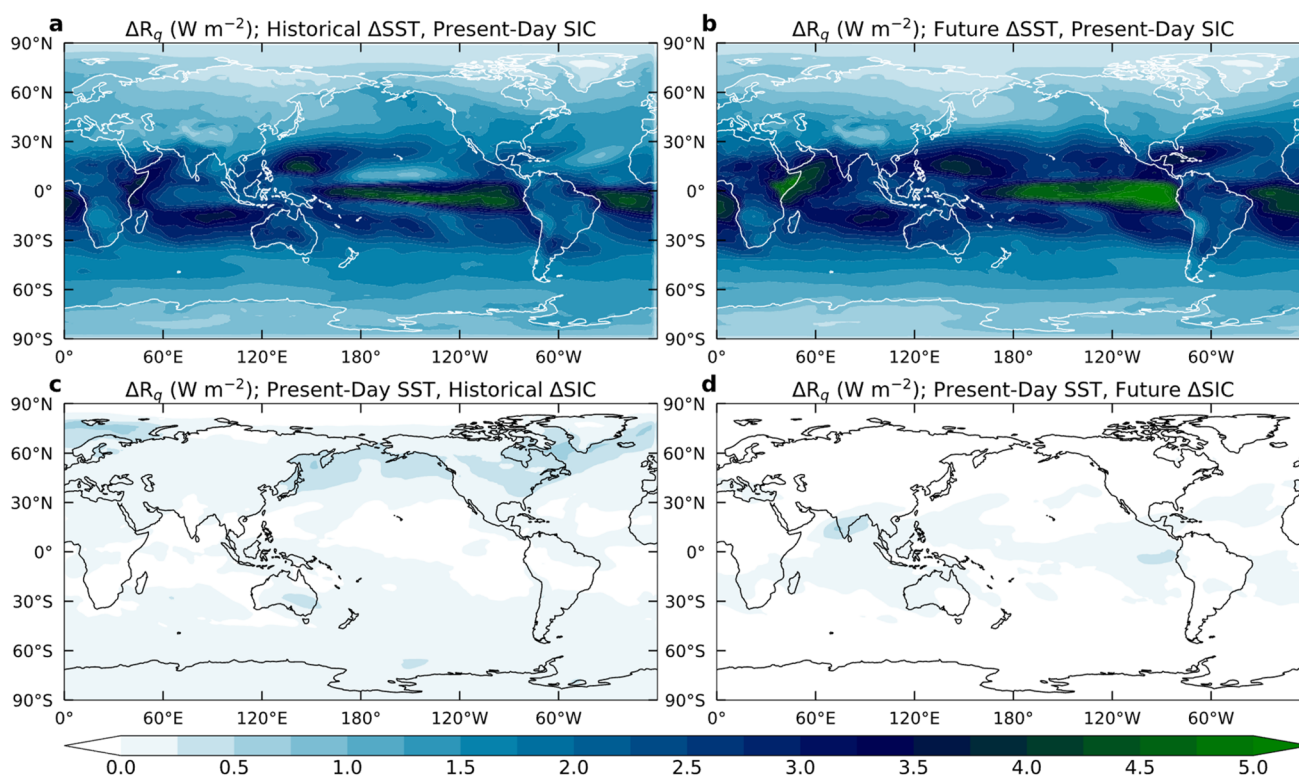 a
ΔRq (W m−2); Historical ΔSST, Present-Day SIC
90°N
60°N
30°N
0°
30°S
60°S
90°S
0° 60°E 120°E 180° 120°W 60°W
b
ΔRq (W m−2); Future ΔSST, Present-Day SIC
90°N
60°N
30°N
0°
30°S
60°S
90°S
0° 60°E 120°E 180° 120°W 60°W
c
ΔRq (W m−2); Present-Day SST, Historical ΔSIC
90°N
60°N
30°N
0°
30°S
60°S
90°S
0° 60°E 120°E 180° 120°W 60°W
d
ΔRq (W m−2); Present-Day SST, Future ΔSIC
90°N
60°N
30°N
0°
30°S
60°S
90°S
0° 60°E 120°E 180° 120°W 60°W
0.0 0.5 1.0 1.5 2.0 2.5 3.0 3.5 4.0 4.5 5.0